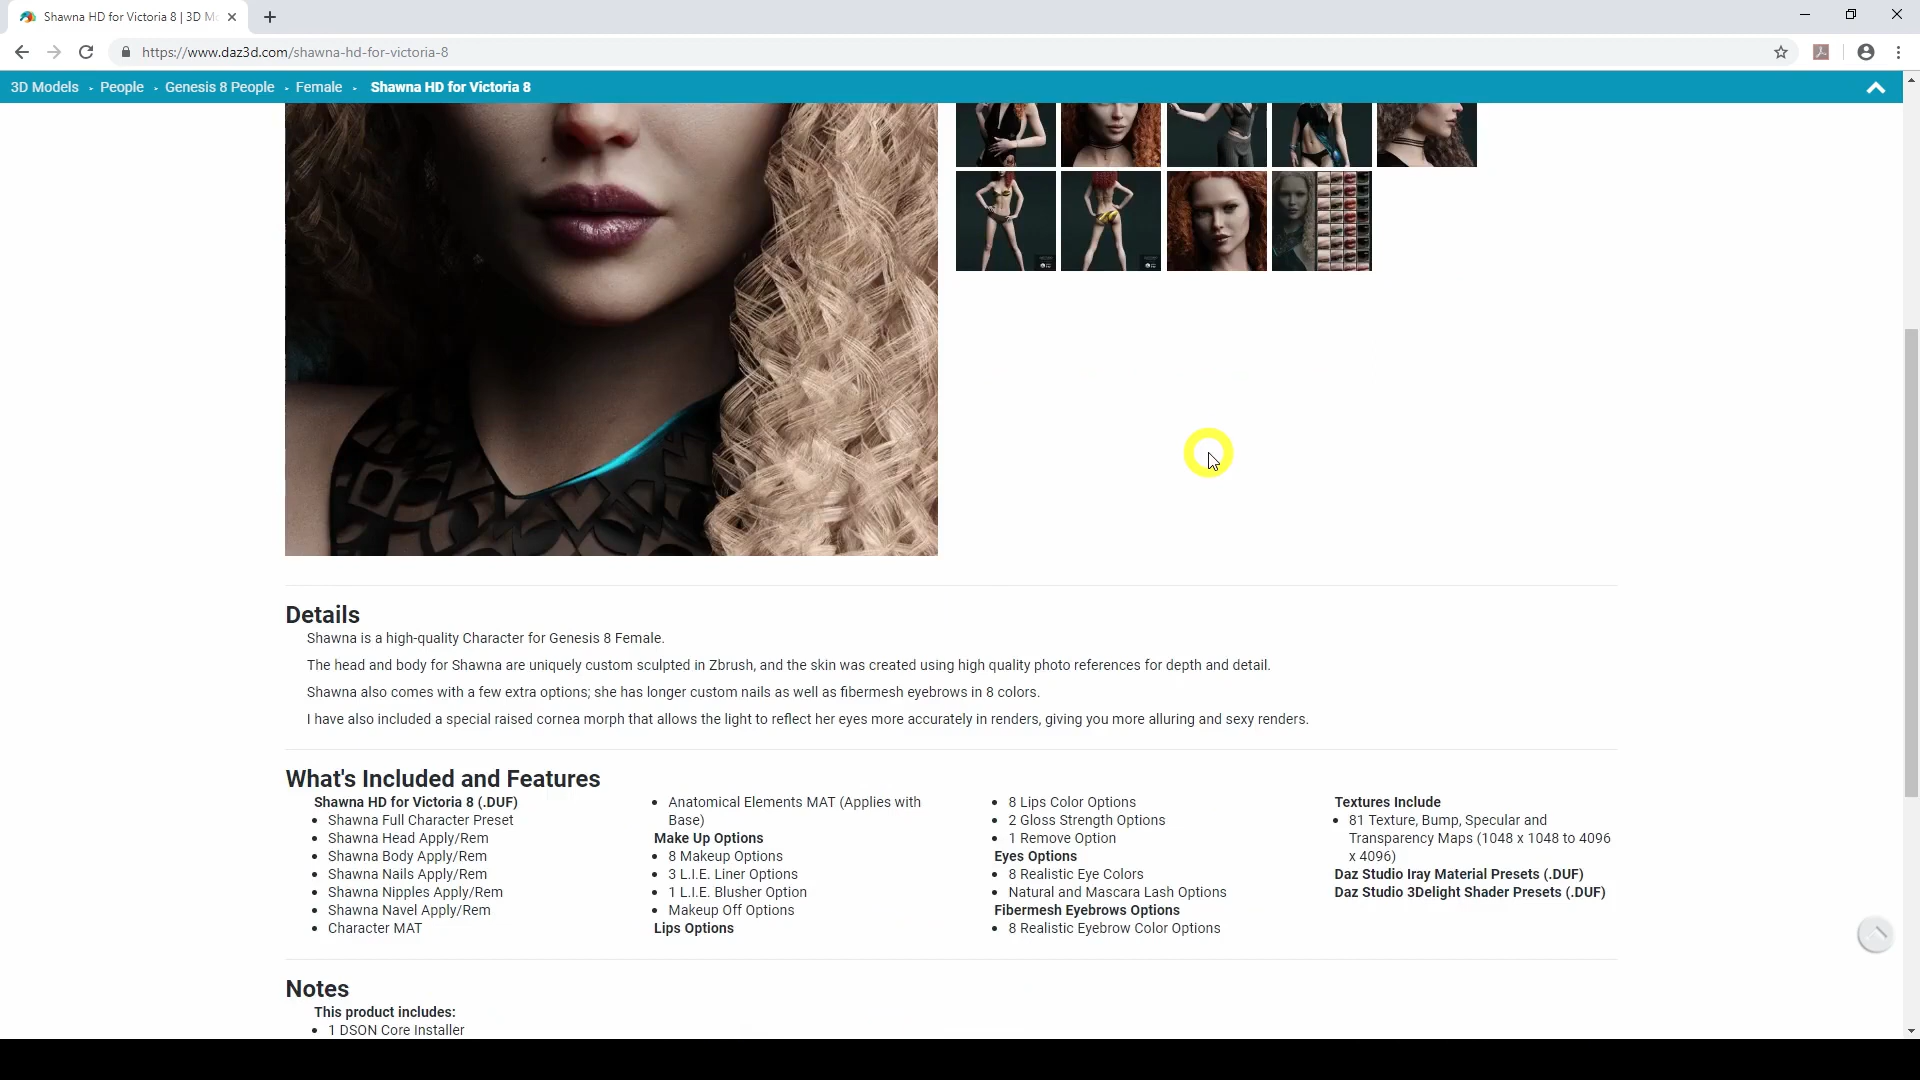 Shawna HD for Victoria 8 | 3D Mo
https://www.daz3d.com/shawna-hd-for-victoria-8
3D Models People Genesis 8 People Female Shawna HD for Victoria 8
Details
Shawna is a high-quality Character for Genesis 8 Female.
The head and body for Shawna are uniquely custom sculpted in Zbrush, and the skin was created using high quality photo references for depth and detail.
Shawna also comes with a few extra options; she has longer custom nails as well as fibermesh eyebrows in 8 colors.
I have also included a special raised cornea morph that allows the light to reflect her eyes more accurately in renders, giving you more alluring and sexy renders.
What's Included and Features
Shawna HD for Victoria 8 (.DUF)
• Shawna Full Character Preset
• Shawna Head Apply/Rem
• Shawna Body Apply/Rem
• Shawna Nails Apply/Rem
• Shawna Nipples Apply/Rem
• Shawna Navel Apply/Rem
• Character MAT
• Anatomical Elements MAT (Applies with
Base)
Make Up Options
• 8 Makeup Options
• 3 L.I.E. Liner Options
• 1 L.I.E. Blusher Option
• Makeup Off Options
Lips Options
• 8 Lips Color Options
• 2 Gloss Strength Options
• 1 Remove Option
Eyes Options
• 8 Realistic Eye Colors
• Natural and Mascara Lash Options
Fibermesh Eyebrows Options
• 8 Realistic Eyebrow Color Options
Textures Include
• 81 Texture, Bump, Specular and
Transparency Maps (1048 x 1048 to 4096
x 4096)
Daz Studio Iray Material Presets (.DUF)
Daz Studio 3Delight Shader Presets (.DUF)
Notes
This product includes:
• 1 DSON Core Installer